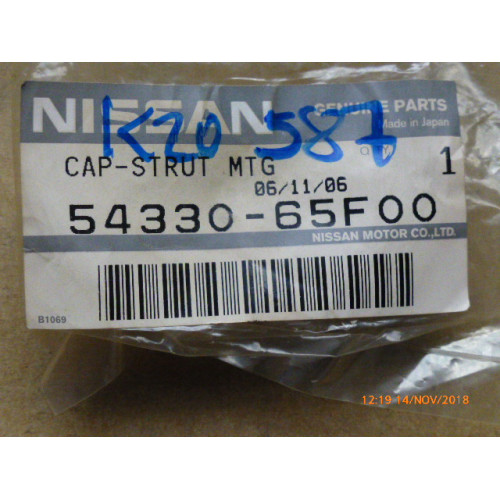 NISSAN GENUINE PARTS
Made in Japan
K20 587
Q'TY
CAP-STRUT MTG 1
06/11/06
54330-65F00
NISSAN MOTOR CO.,LTD.
B1069
12:19 14/NOV/2018